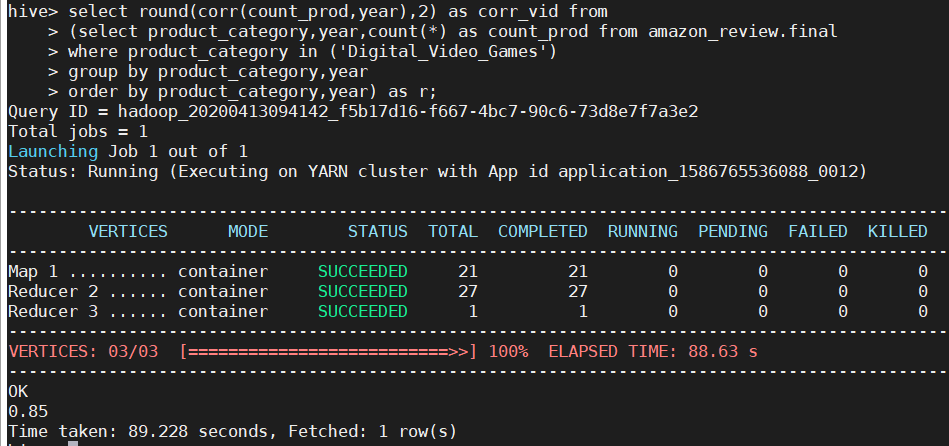 hive> select round(corr(count_prod,year),2) as corr_vid from
    > (select product_category,year,count(*) as count_prod from amazon_review.final
    > where product_category in ('Digital_Video_Games')
    > group by product_category,year
    > order by product_category,year) as r;
Query ID = hadoop_20200413094142_f5b17d16-f667-4bc7-90c6-73d8e7f7a3e2
Total jobs = 1
Launching Job 1 out of 1
Status: Running (Executing on YARN cluster with App id application_1586765536088_0012)
----------------------------------------------------------------------------------------------
        VERTICES      MODE        STATUS  TOTAL  COMPLETED  RUNNING  PENDING  FAILED  KILLED
----------------------------------------------------------------------------------------------
Map 1 .......... container     SUCCEEDED     21         21        0        0       0       0
Reducer 2 ...... container     SUCCEEDED     27         27        0        0       0       0
Reducer 3 ...... container     SUCCEEDED      1          1        0        0       0       0
----------------------------------------------------------------------------------------------
VERTICES: 03/03  [==========================>>] 100%  ELAPSED TIME: 88.63 s
----------------------------------------------------------------------------------------------
OK
0.85
Time taken: 89.228 seconds, Fetched: 1 row(s)